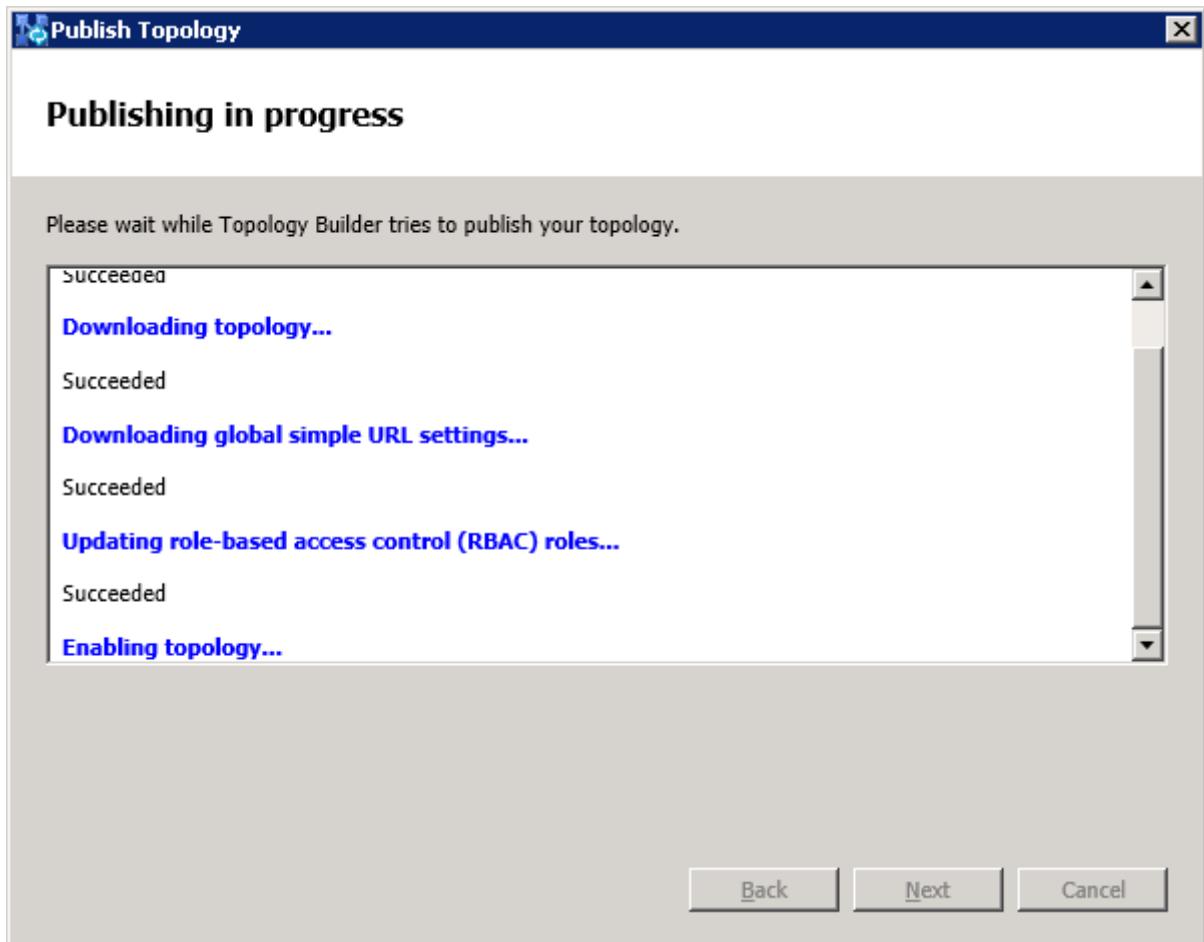 Publish Topology
Publishing in progress
Please wait while Topology Builder tries to publish your topology.
Succeeded
Downloading topology...
Succeeded
Downloading global simple URL settings...
Succeeded
Updating role-based access control (RBAC) roles...
Succeeded
Enabling topology...
Back
Next
Cancel